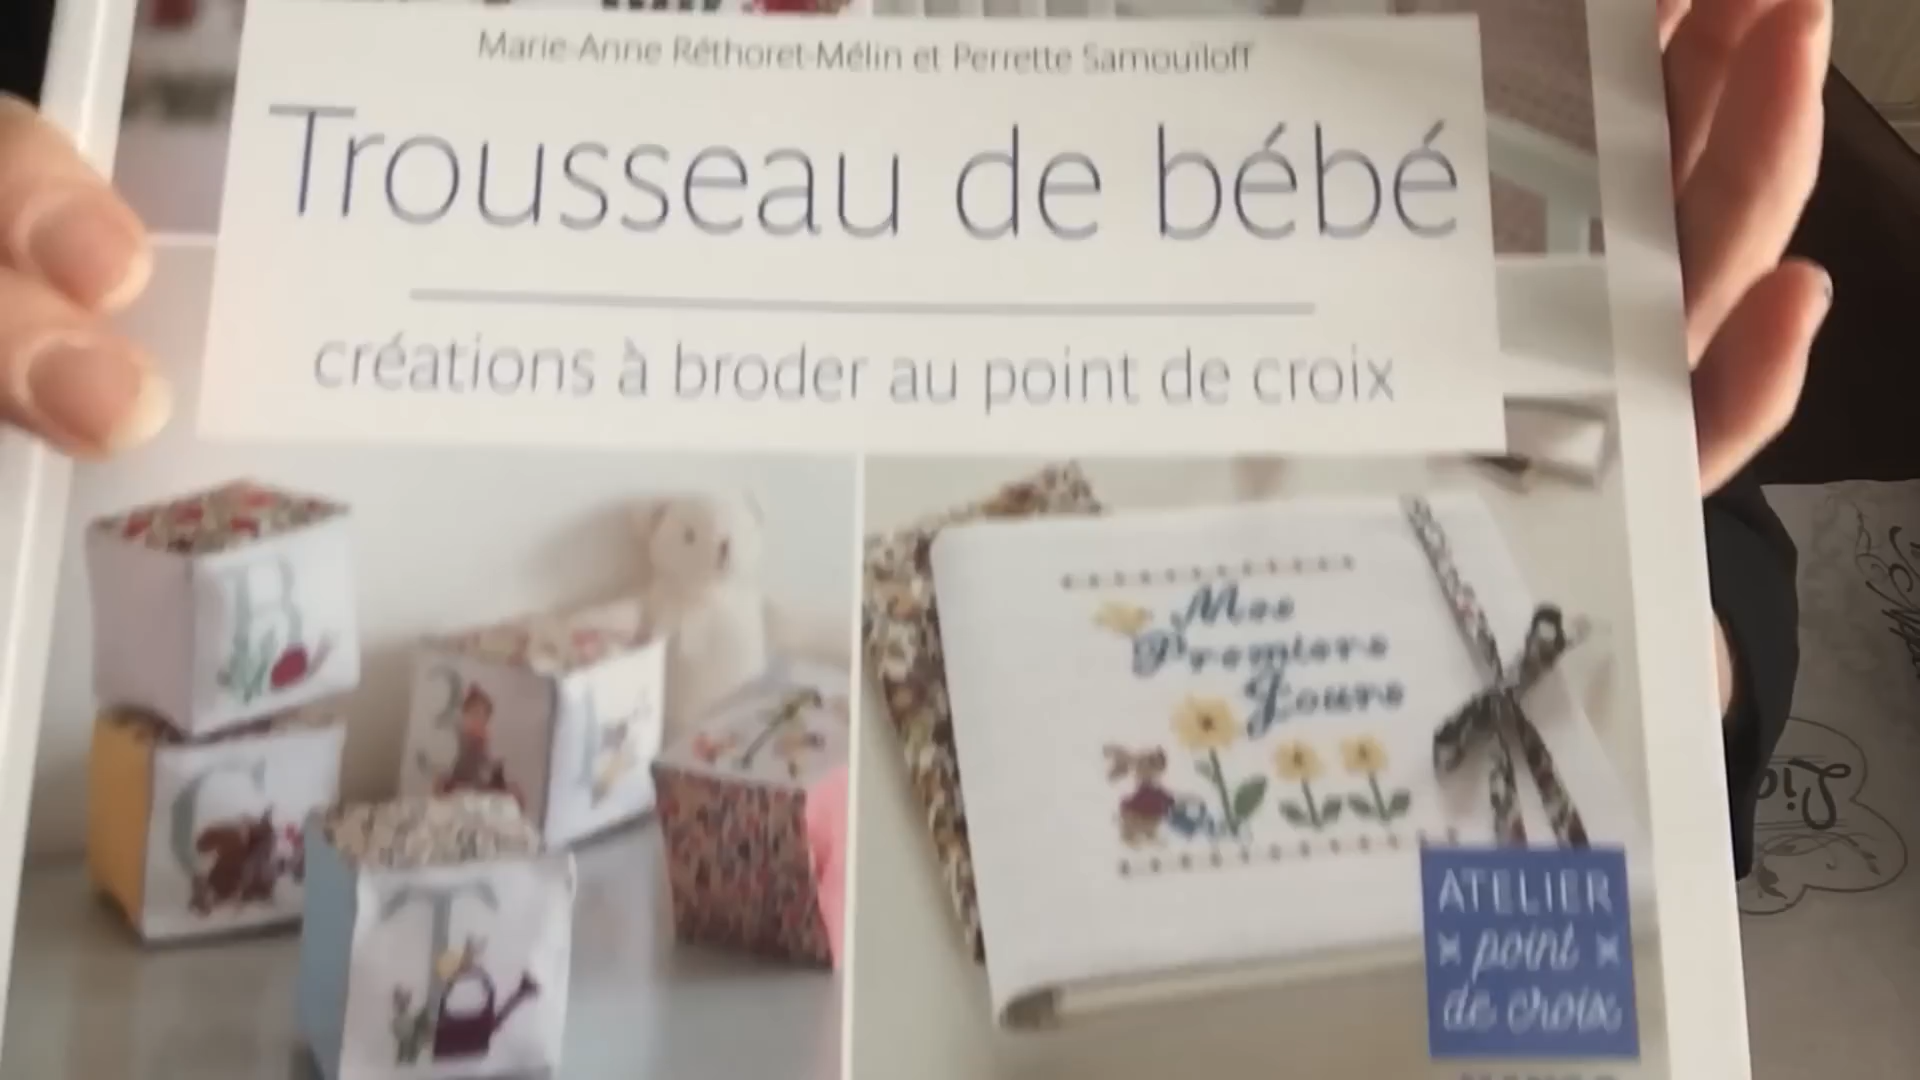 Marie-Anne Réthoret-Mélin et Perrette Samouïloff
Trousseau de bébé
créations à broder au point de croix
B
C
T
Mes
Premiers
Jours
ATELIER
point
de croix